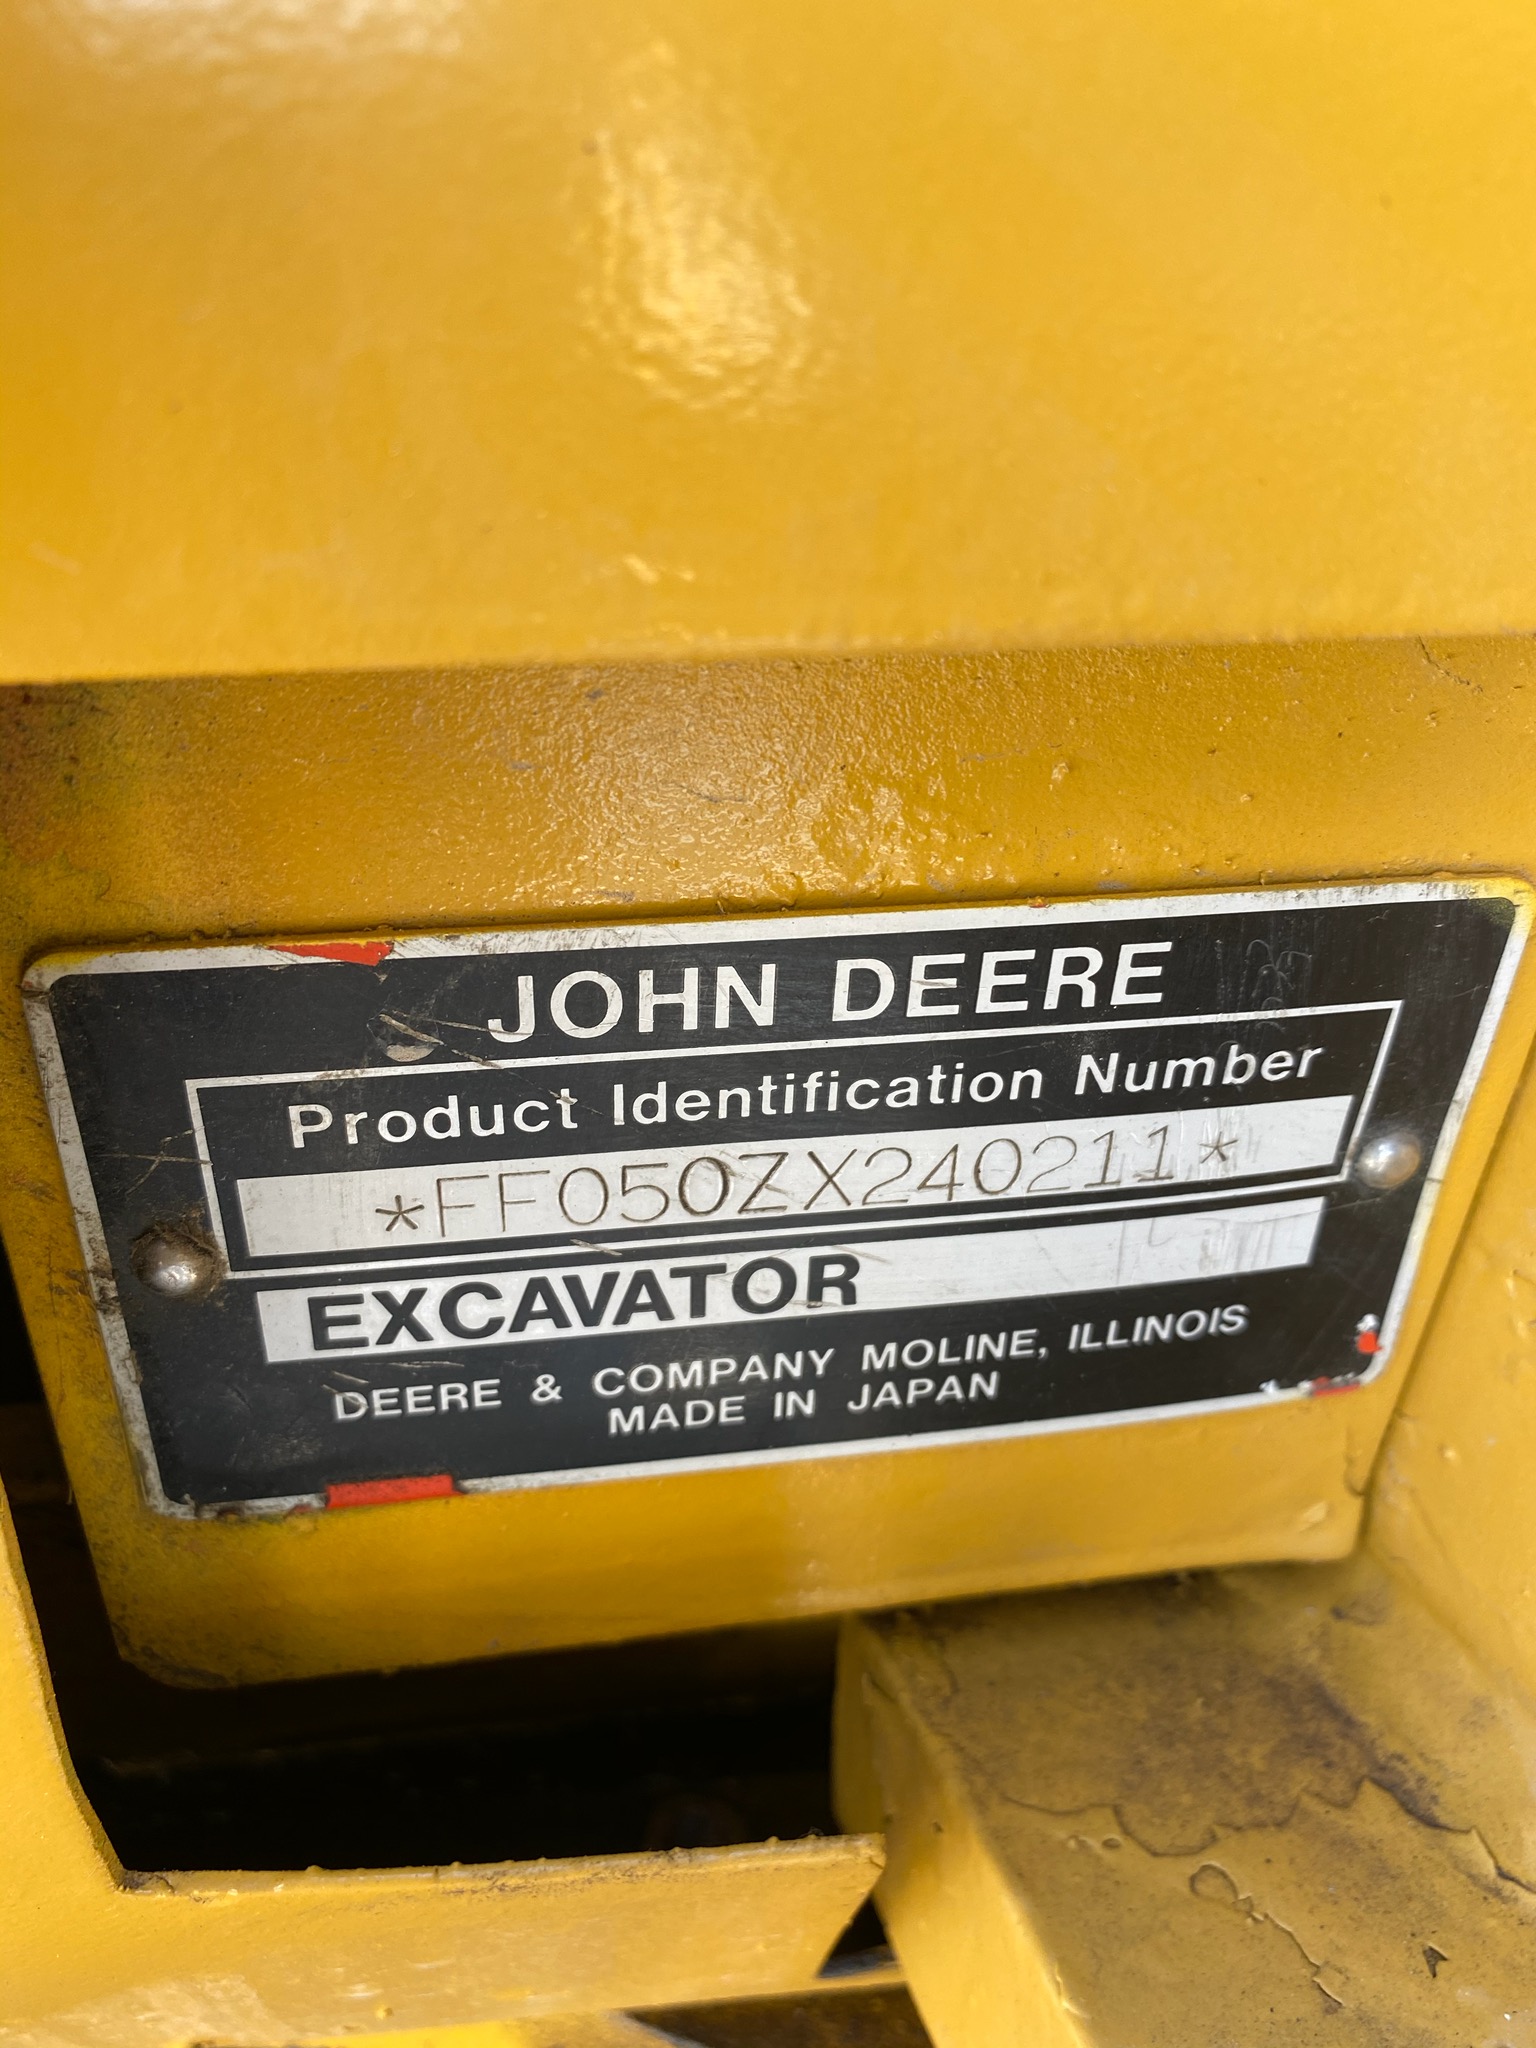 JOHN DEERE
Product Identification Number
*FF050ZX240211*
EXCAVATOR
DEERE & COMPANY MOLINE, ILLINOIS
MADE IN JAPAN